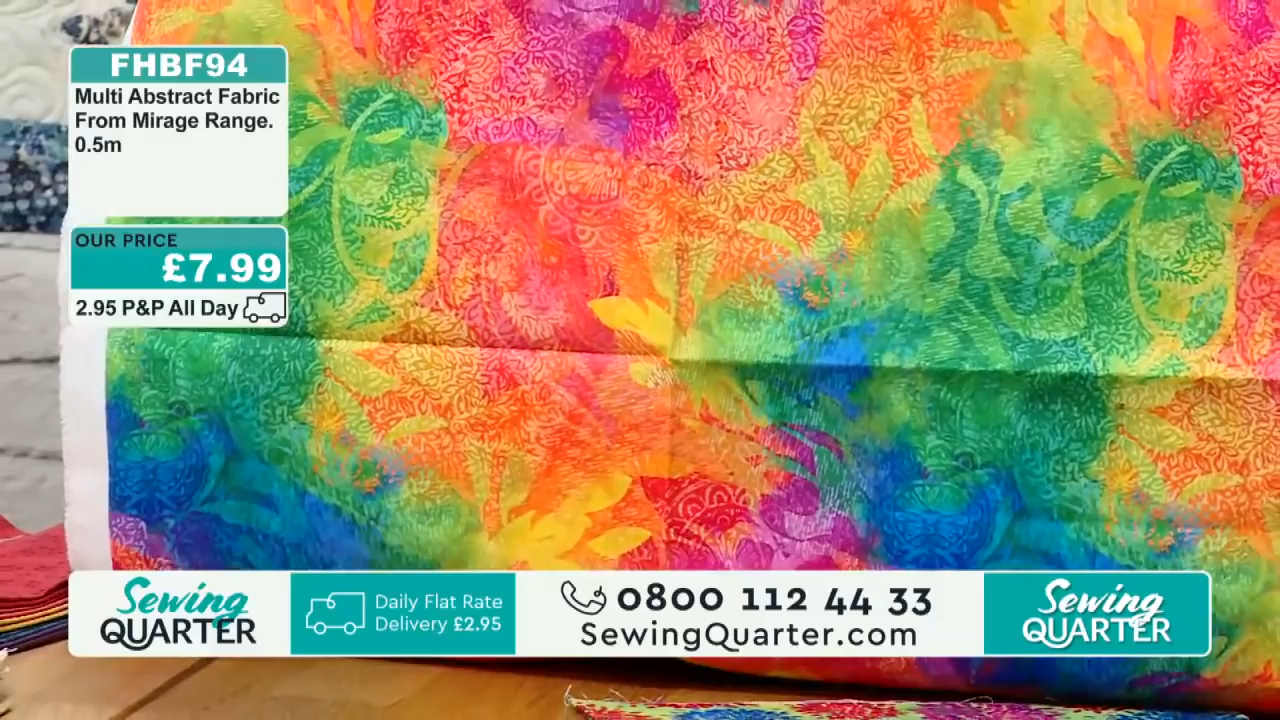 FHBF94
Multi Abstract Fabric
From Mirage Range.
0.5m
OUR PRICE
£7.99
2.95 P&P All Day
Sewing
QUARTER
Daily Flat Rate
Delivery £2.95
0800 112 44 33
SewingQuarter.com
Sewing
QUARTER